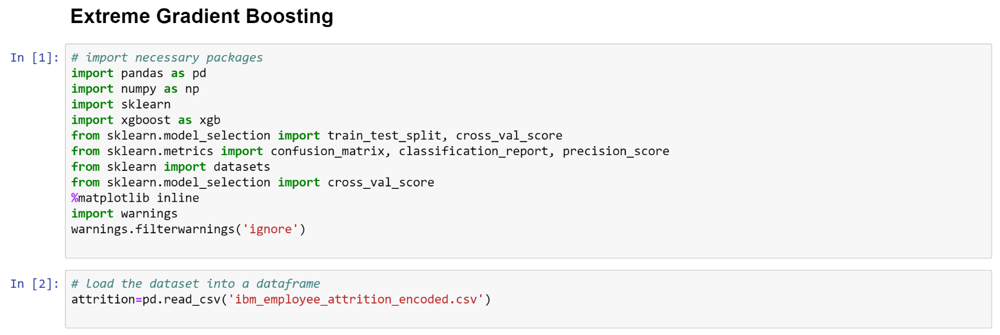 Extreme Gradient Boosting
In [1]:
# import necessary packages
import pandas as pd
import numpy as np
import sklearn
import xgboost as xgb
from sklearn.model_selection import train_test_split, cross_val_score
from sklearn.metrics import confusion_matrix, classification_report, precision_score
from sklearn import datasets
from sklearn.model_selection import cross_val_score
%matplotlib inline
import warnings
warnings.filterwarnings('ignore')
In [2]:
# load the dataset into a dataframe
attrition=pd.read_csv('ibm_employee_attrition_encoded.csv')